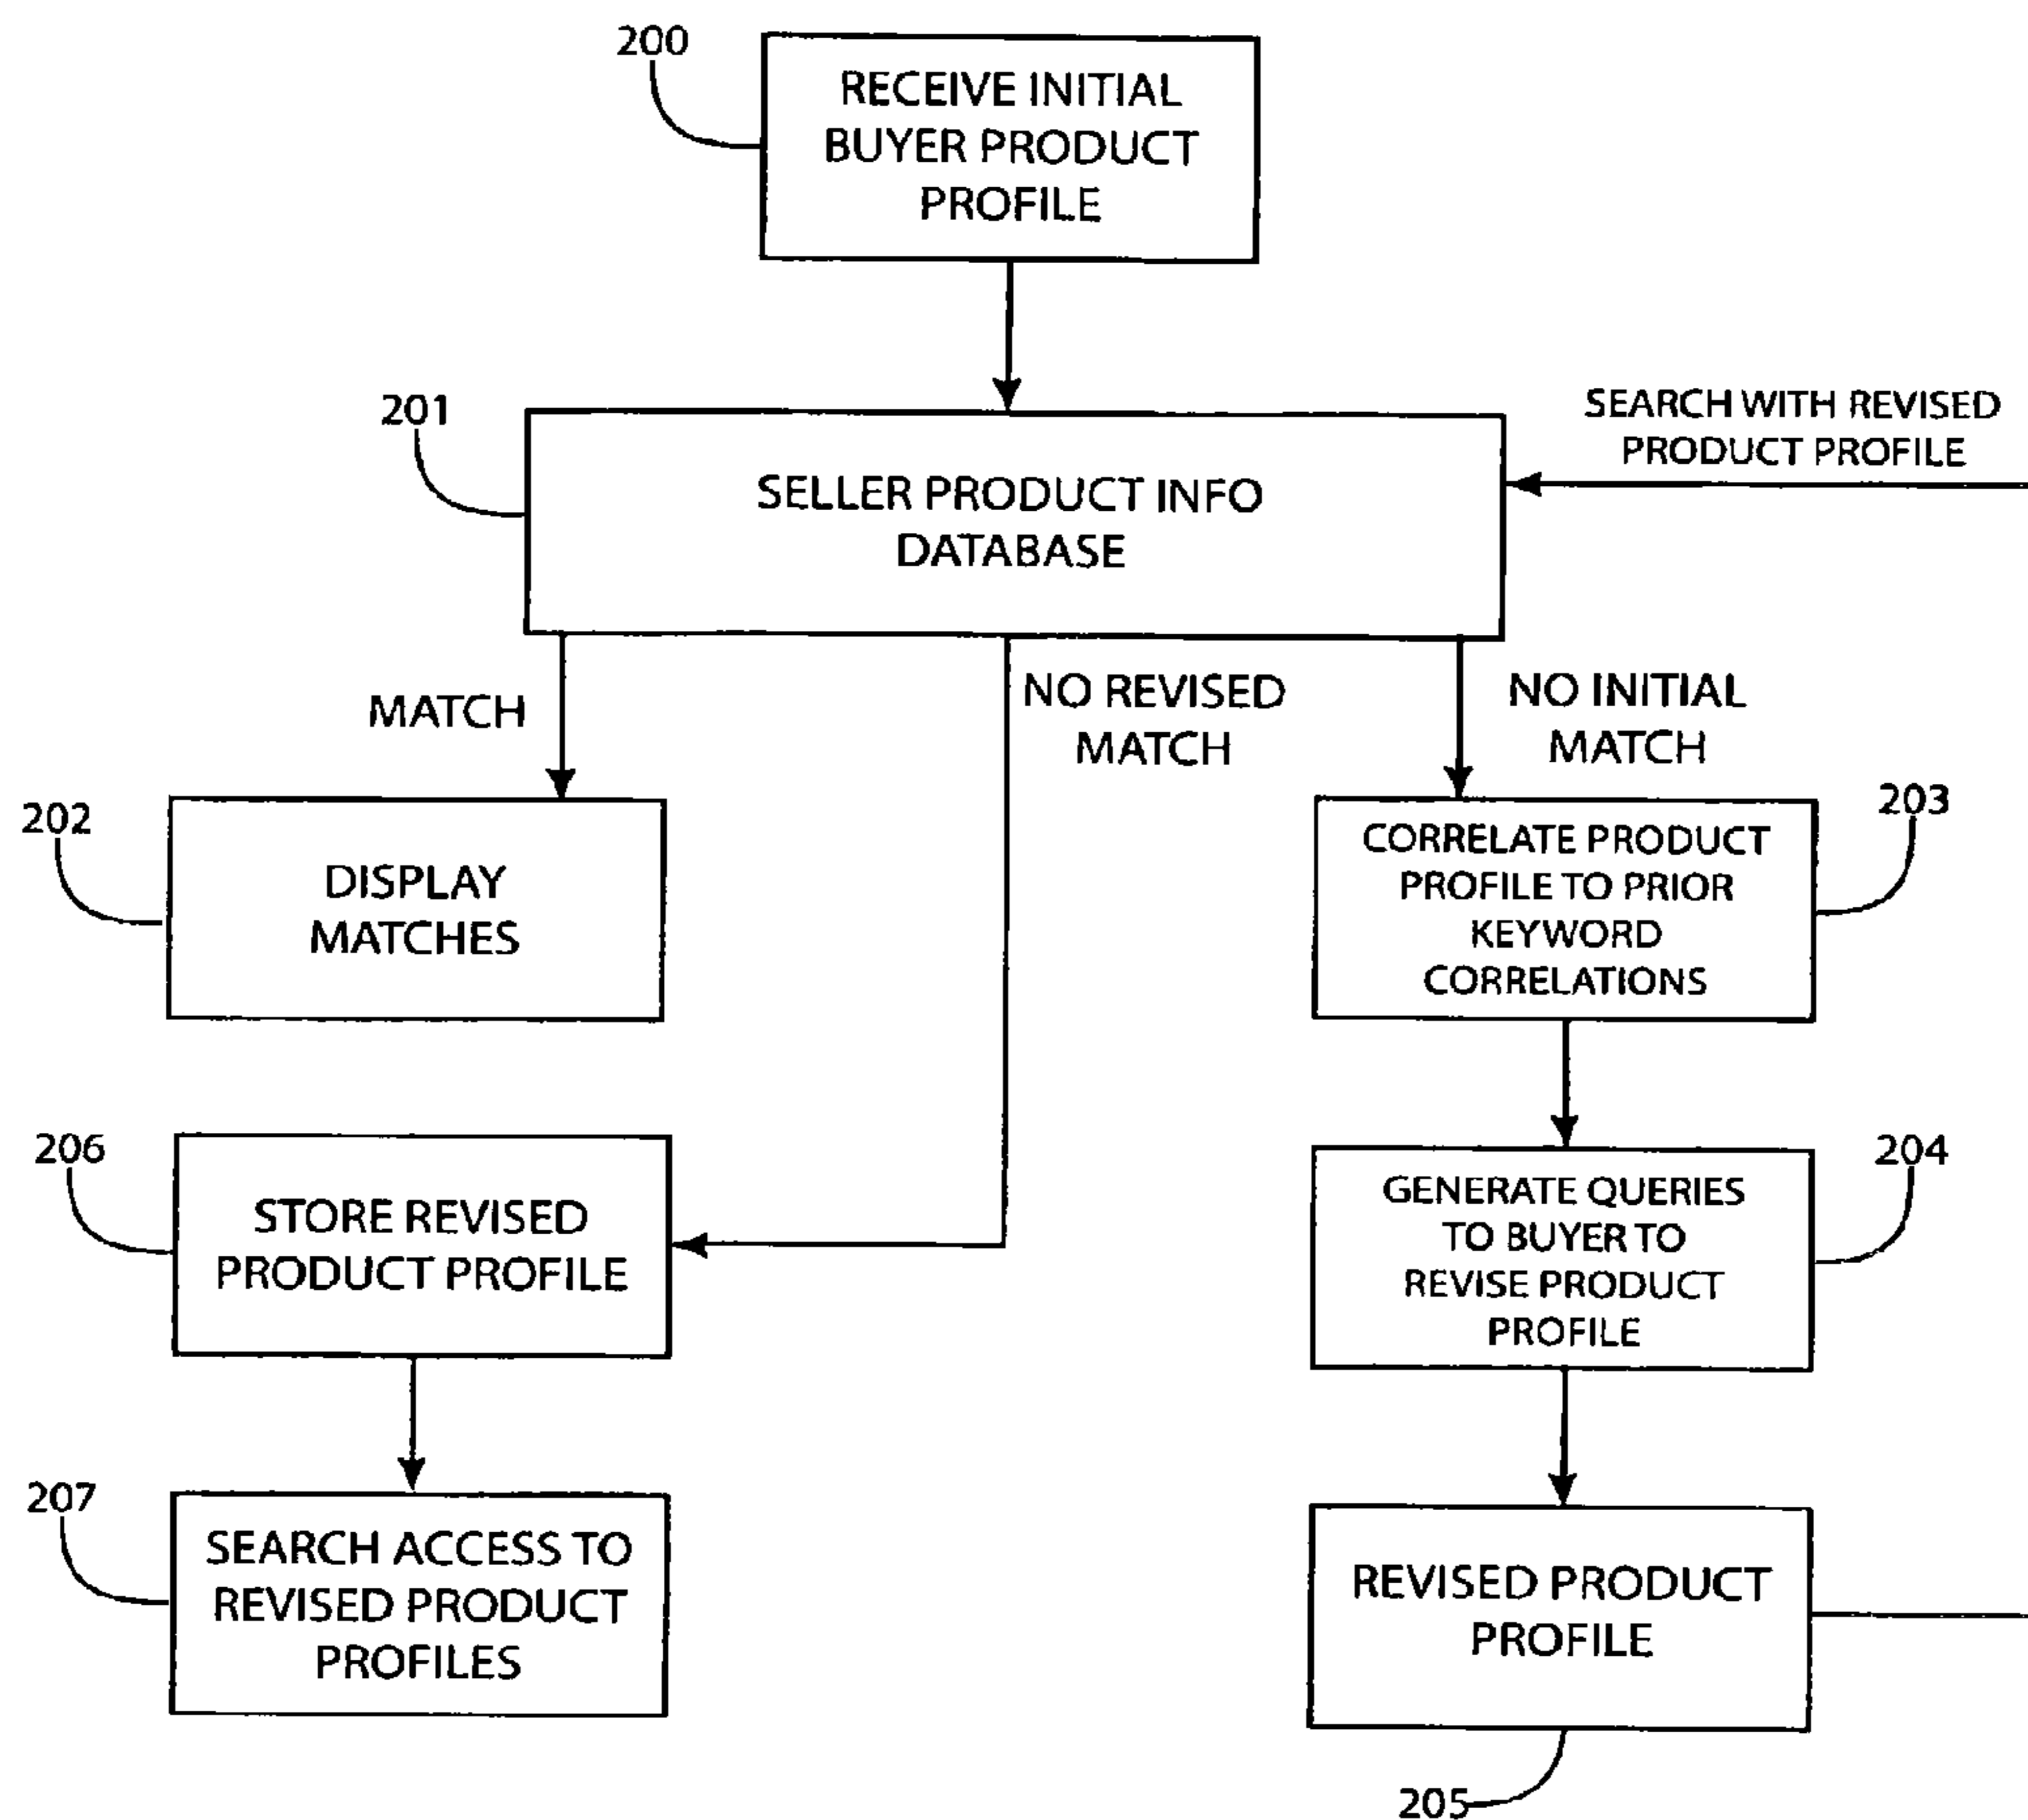 200
RECEIVE INITIAL
BUYER PRODUCT
PROFILE
201
SELLER PRODUCT INFO
DATABASE
SEARCH WITH REVISED
PRODUCT PROFILE
MATCH
NO REVISED
MATCH
NO INITIAL
MATCH
202
DISPLAY
MATCHES
203
CORRELATE PRODUCT
PROFILE TO PRIOR
KEYWORD
CORRELATIONS
206
STORE REVISED
PRODUCT PROFILE
204
GENERATE QUERIES
TO BUYER TO
REVISE PRODUCT
PROFILE
207
SEARCH ACCESS TO
REVISED PRODUCT
PROFILES
REVISED PRODUCT
PROFILE
205